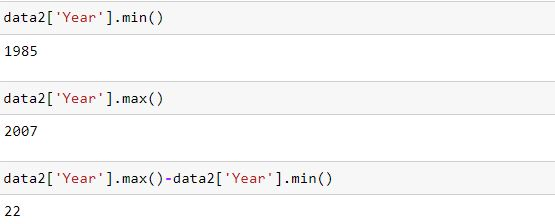 data2['Year'].min()
1985
data2['Year'].max()
2007
data2['Year'].max()-data2['Year'].min()
22